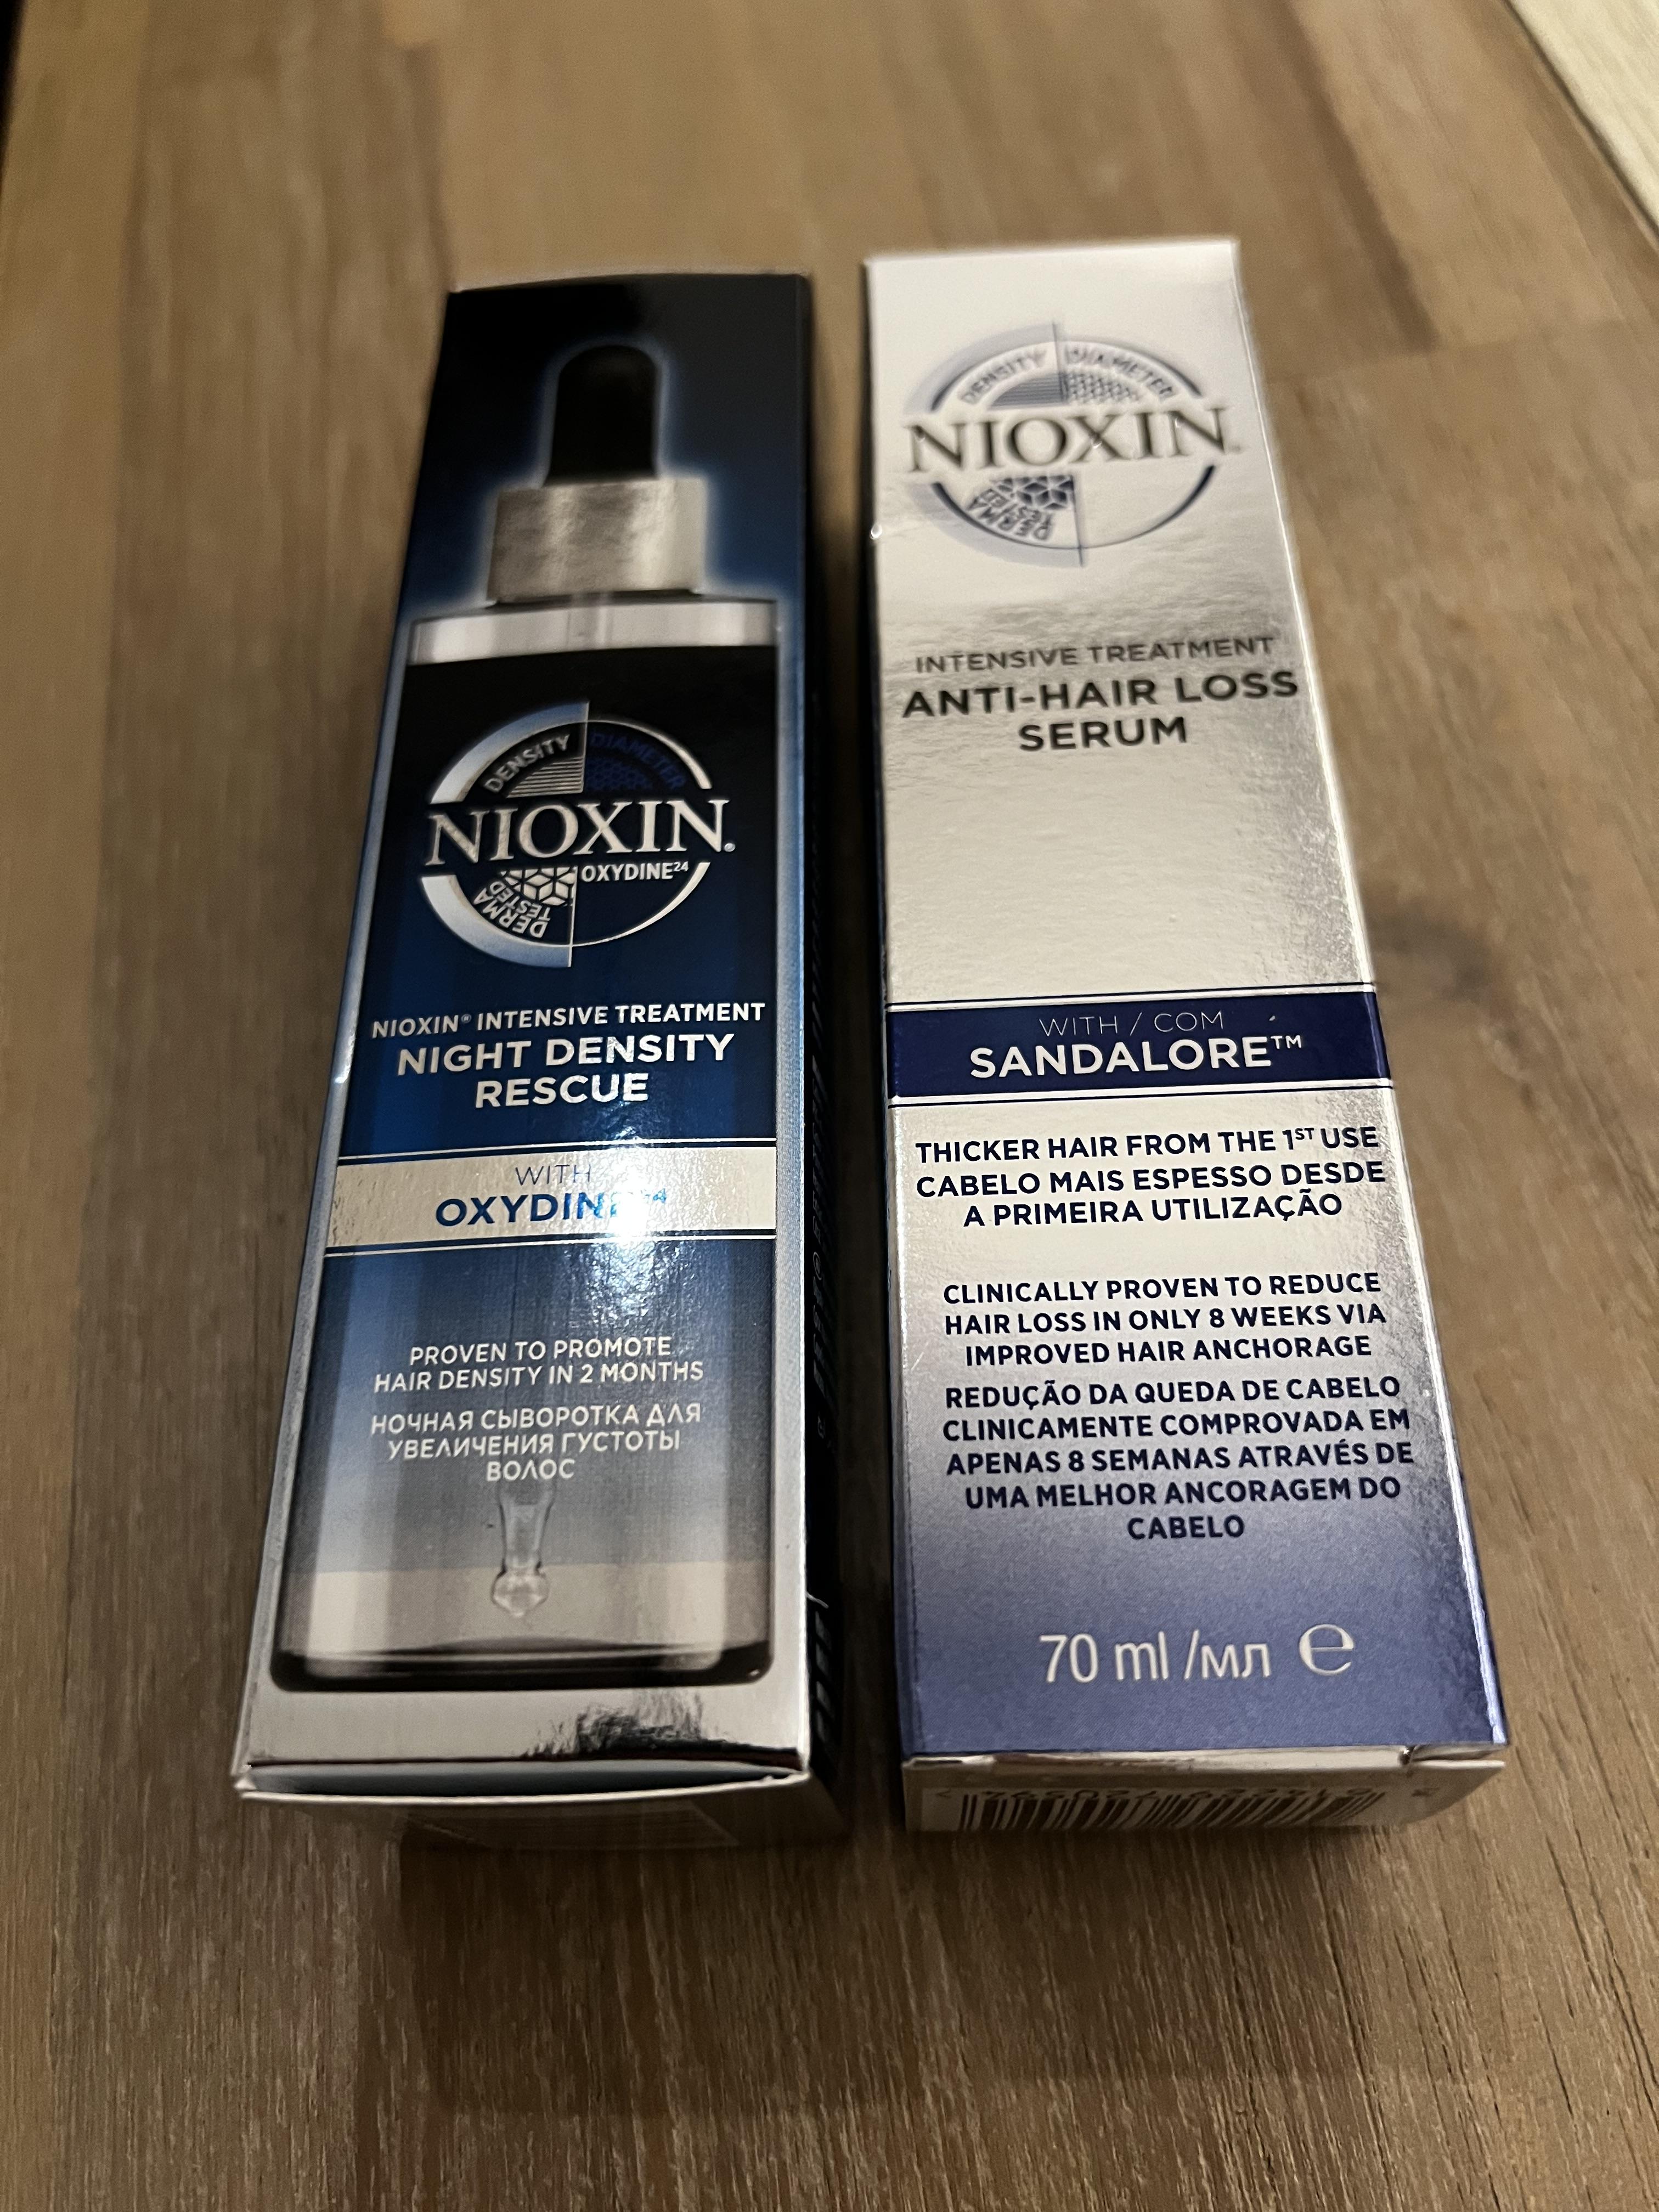 DENSITY
DIAMETER
NIOXIN®
OXYDINE²⁴
DERMA
TESTED
NIOXIN® INTENSIVE TREATMENT
NIGHT DENSITY
RESCUE
WITH
PROVEN TO PROMOTE
HAIR DENSITY IN 2 MONTHS
НОЧНАЯ СЫВОРОТКА ДЛЯ
УВЕЛИЧЕНИЯ ГУСТОТЫ
ВОЛОС
DENSITY
DIAMETER
NIOXIN
DERMA
TESTED
INTENSIVE TREATMENT
ANTI-HAIR LOSS
SERUM
WITH / COM
SANDALORE™
THICKER HAIR FROM THE 1ST USE
CABELO MAIS ESPESSO DESDE
A PRIMEIRA UTILIZAÇÃO
CLINICALLY PROVEN TO REDUCE
HAIR LOSS IN ONLY 8 WEEKS VIA
IMPROVED HAIR ANCHORAGE
REDUÇÃO DA QUEDA DE CABELO
CLINICAMENTE COMPROVADA EM
APENAS 8 SEMANAS ATRAVÉS DE
UMA MELHOR ANCORAGEM DO
CABELO
70 ml /мл ℮